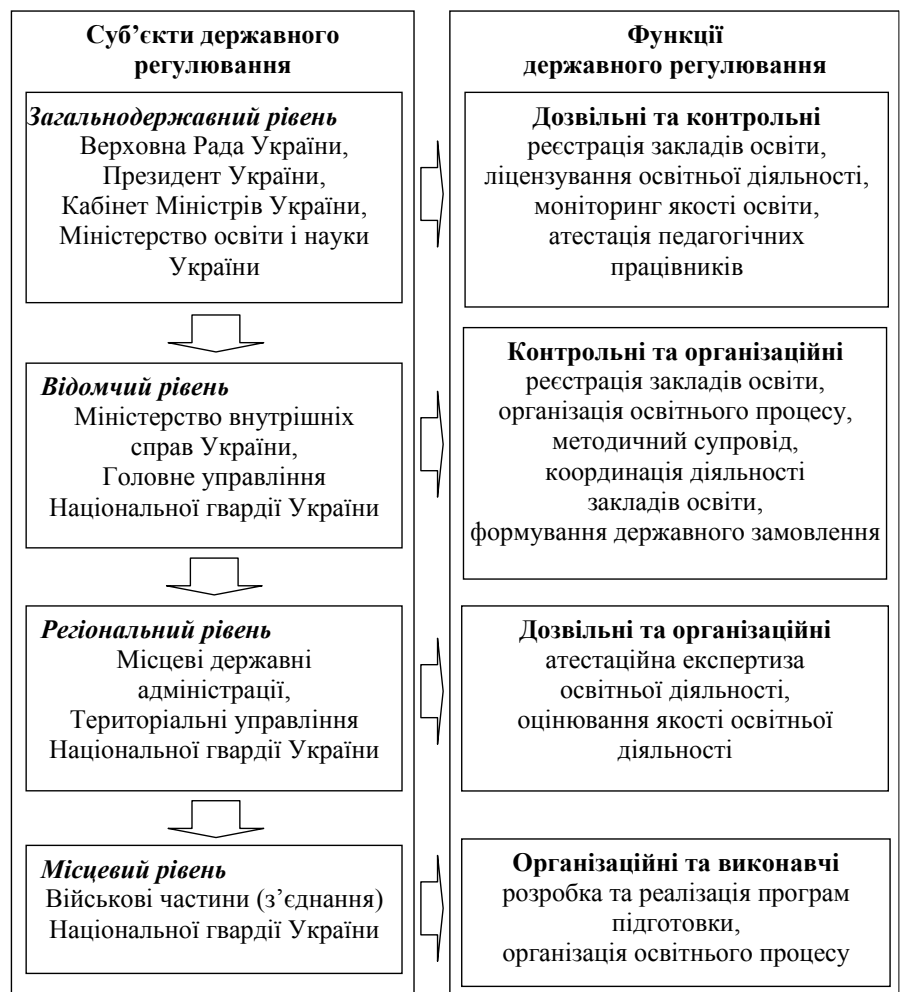 Суб’єкти державного
регулювання
Загальнодержавний рівень
Верховна Рада України,
Президент України,
Кабінет Міністрів України,
Міністерство освіти і науки
України
Відомчий рівень
Міністерство внутрішніх
справ України,
Головне управління
Національної гвардії України
Регіональний рівень
Місцеві державні
адміністрації,
Територіальні управління
Національної гвардії України
Місцевий рівень
Військові частини (з’єднання)
Національної гвардії України
Функції
державного регулювання
Дозвільні та контрольні
реєстрація закладів освіти,
ліцензування освітньої діяльності,
моніторинг якості освіти,
атестація педагогічних
працівників
Контрольні та організаційні
реєстрація закладів освіти,
організація освітнього процесу,
методичний супровід,
координація діяльності
закладів освіти,
формування державного замовлення
Дозвільні та організаційні
атестаційна експертиза
освітньої діяльності,
оцінювання якості освітньої
діяльності
Організаційні та виконавчі
розробка та реалізація програм
підготовки,
організація освітнього процесу